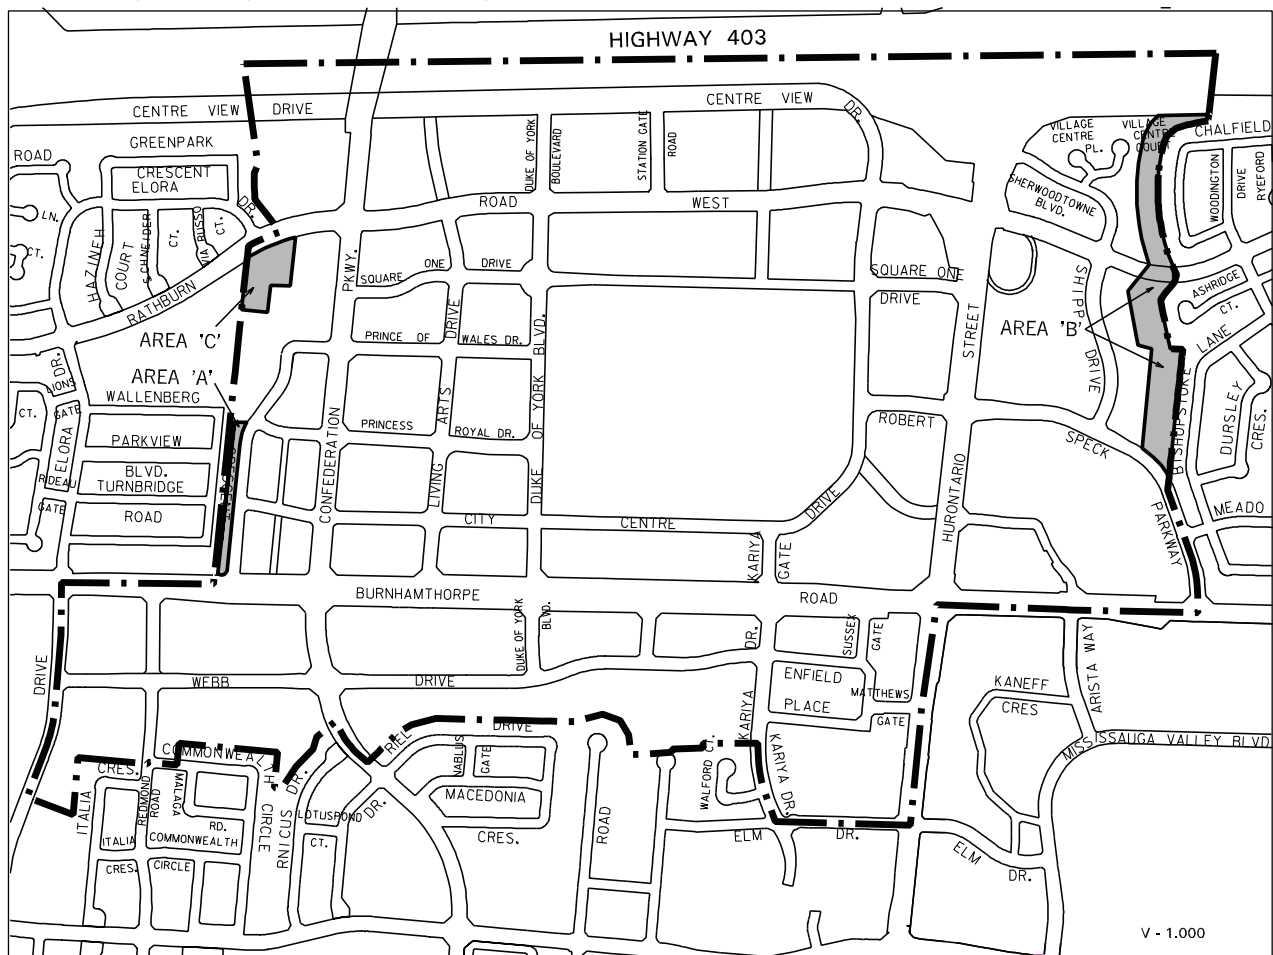 HIGHWAY 403
CENTRE VIEW DRIVE
CENTRE VIEW
DR.
GREENPARK
ROAD
CRESCENT
ELORA
DR.
LN.
CT.
HAZINEH
COURT
SCHNEIDER
CT.
VIA RUSSO
CT.
RATHBURN
ROAD
WEST
DUKE OF YORK
BOULEVARD
STATION GATE
ROAD
VILLAGE
CENTRE
PL.
VILLAGE
CENTRE
COURT
CHALFIELD
SHERWOODTOWNE
BLVD.
WOODINGTON
DRIVE
RYEFORD
PKWY.
SQUARE ONE DRIVE
SQUARE ONE
DRIVE
SHIPP
DRIVE
ASHRIDGE
CT.
LANE
AREA 'C'
AREA 'A'
AREA 'B'
PRINCE OF WALES DR.
DRIVE
ARTS
LIVING
DUKE OF YORK BLVD.
STREET
HURONTARIO
DR.
LIONS
GATE
CT.
WALLENBERG
PARKVIEW
BLVD.
TURNBRIDGE
ROAD
ELORA
RIDEAU
GATE
CRESCENT
CONFEDERATION
PRINCESS
ROYAL DR.
ROBERT
SPECK
PARKWAY
BISHOPSTOKE
DURSLEY
CRES.
MEADO
CITY CENTRE
DRIVE
KARIYA
GATE
BURNHAMTHORPE ROAD
DUKE OF YORK
BLVD.
DRIVE
WEBB DRIVE
KARIYA
DR.
SUSSEX
GATE
ENFIELD
PLACE
MATTHEWS
GATE
KANEFF
CRES
ARISTA WAY
MISSISSAUGA VALLEY BLVD.
COMMONWEALTH
CIRCLE
CRES.
ITALIA
REDMOND
ROAD
MALAGA
RD.
ITALIA
COMMONWEALTH
CRES.
CIRCLE
DR.
LOTUSPOND
CT.
RIEL
DRIVE
DR.
NABLUS
GATE
MACEDONIA
CRES.
ROAD
WALFORD CT.
KARIYA DR.
ELM DR.
ELM
DR.
V - 1.000